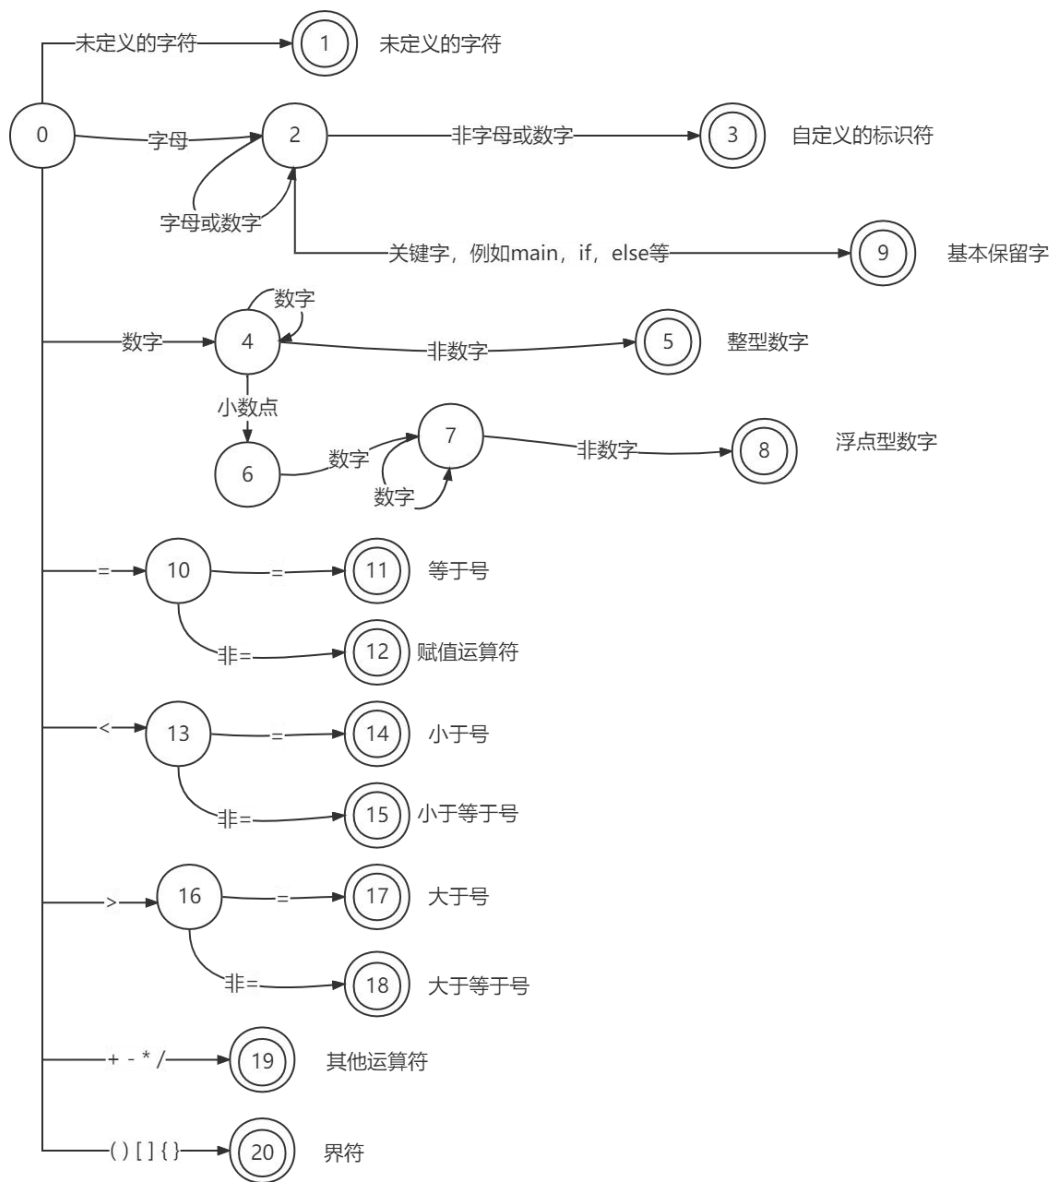 未定义的字符 1 未定义的字符
0 字母 2 非字母或数字 3 自定义的标识符
字母或数字
关键字，例如main，if，else等 9 基本保留字
数字
数字 4 非数字 5 整型数字
小数点
6 数字 7 非数字 8 浮点型数字
数字
= 10 = 11 等于号
非= 12 赋值运算符
< 13 = 14 小于号
非= 15 小于等于号
> 16 = 17 大于号
非= 18 大于等于号
+ - * / 19 其他运算符
( ) [ ] { } 20 界符